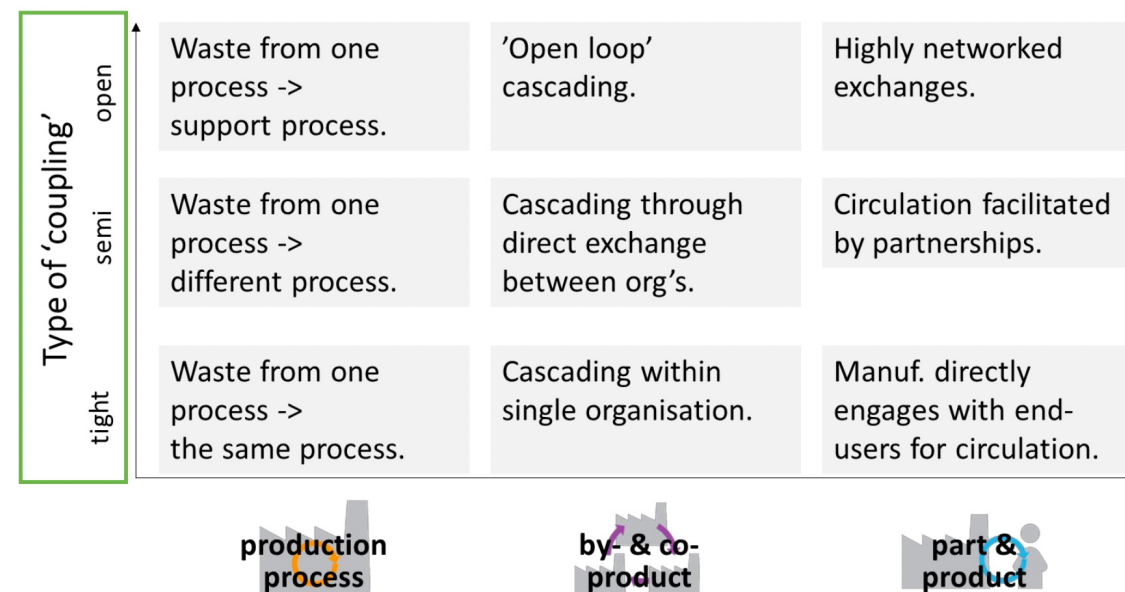 Type of ‘coupling’
open
Waste from one
process ->
support process.
’Open loop’
cascading.
Highly networked
exchanges.
semi
Waste from one
process ->
different process.
Cascading through
direct exchange
between org’s.
Circulation facilitated
by partnerships.
tight
Waste from one
process ->
the same process.
Cascading within
single organisation.
Manuf. directly
engages with end-
users for circulation.
production
process
by- & co-
product
part &
product